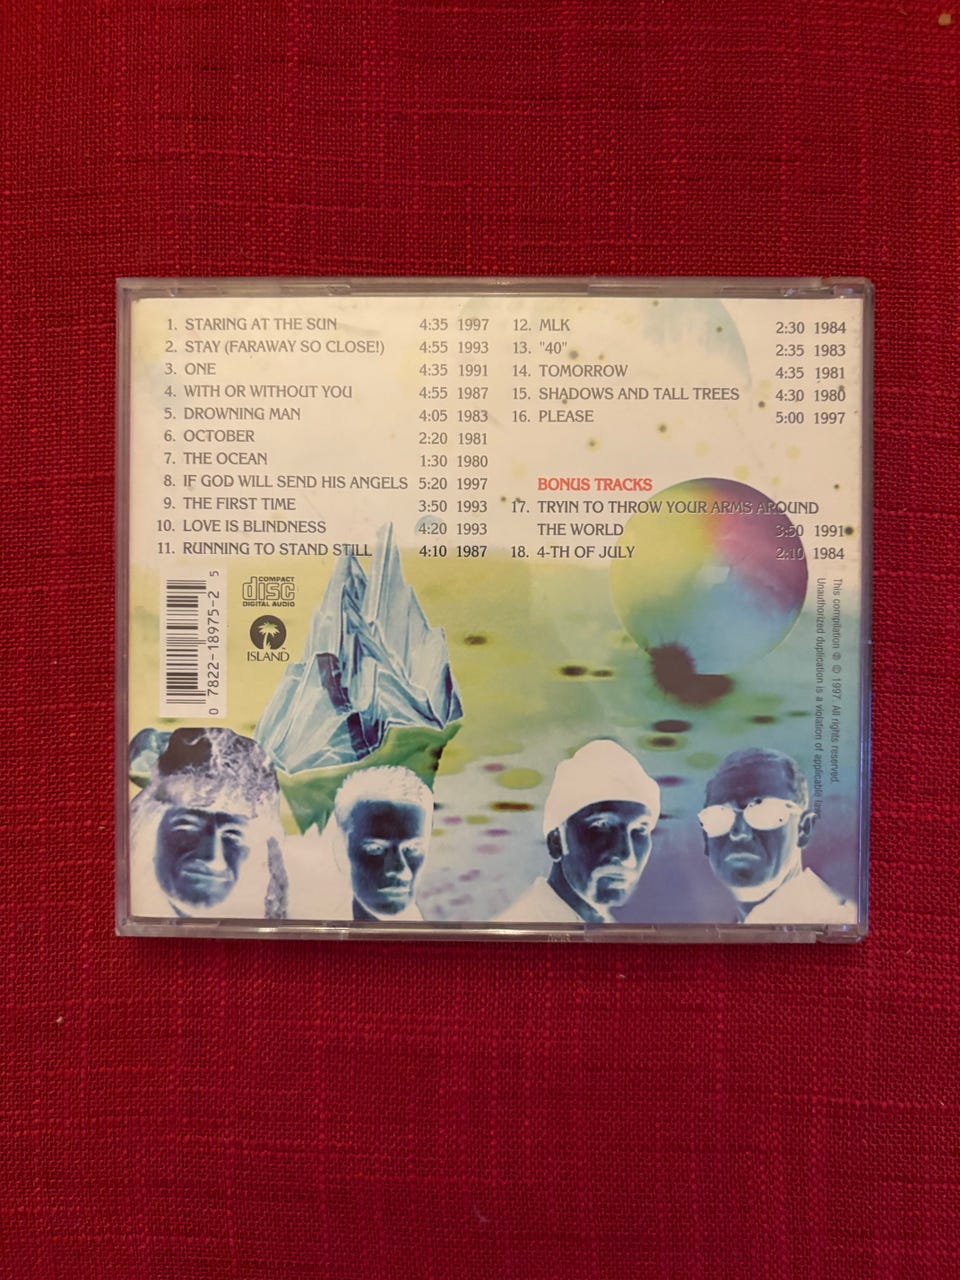 1. STARING AT THE SUN 4:35 1997
2. STAY (FARAWAY SO CLOSE!) 4:55 1993
3. ONE 4:35 1991
4. WITH OR WITHOUT YOU 4:55 1987
5. DROWNING MAN 4:05 1983
6. OCTOBER 2:20 1981
7. THE OCEAN 1:30 1980
8. IF GOD WILL SEND HIS ANGELS 5:20 1997
9. THE FIRST TIME 3:50 1993
10. LOVE IS BLINDNESS 4:20 1993
11. RUNNING TO STAND STILL 4:10 1987
12. MLK 2:30 1984
13. "40" 2:35 1983
14. TOMORROW 4:35 1981
15. SHADOWS AND TALL TREES 4:30 1980
16. PLEASE 5:00 1997
BONUS TRACKS
17. TRYIN TO THROW YOUR ARMS AROUND
THE WORLD 3:50 1991
18. 4-TH OF JULY 2:10 1984
COMPACT
disc
DIGITAL AUDIO
ISLAND
0 7822-18975-2 5
This compilation ℗ © 1997. All rights reserved.
Unauthorized duplication is a violation of applicable laws